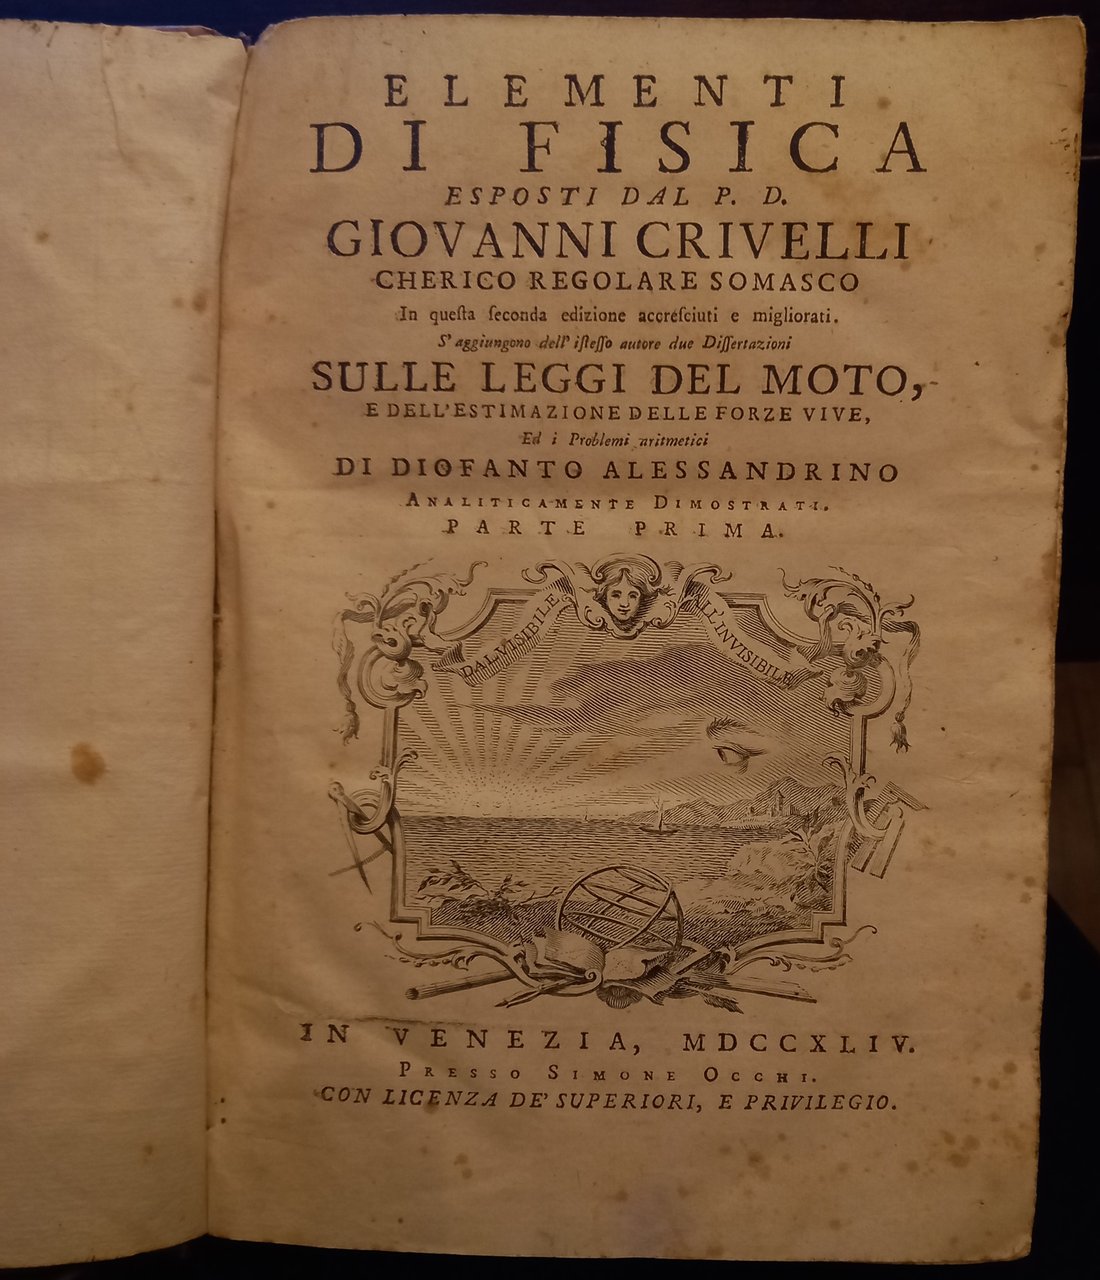 ELEMENTI
DI FISICA
ESPOSTI DAL P. D.
GIOVANNI CRIVELLI
CHERICO REGOLARE SOMASCO
In queſta ſeconda edizione accreſciuti e migliorati.
S' aggiungono dell' iſteſſo autore due Diſſertazioni
SULLE LEGGI DEL MOTO,
E DELL'ESTIMAZIONE DELLE FORZE VIVE,
Ed i Problemi aritmetici
DI DIOFANTO ALESSANDRINO
ANALITICAMENTE DIMOSTRATI.
PARTE PRIMA.
DAL VISIBILE
ALL'INVISIBILE
IN VENEZIA, MDCCXLIV.
PRESSO SIMONE OCCHI.
CON LICENZA DE' SUPERIORI, E PRIVILEGIO.